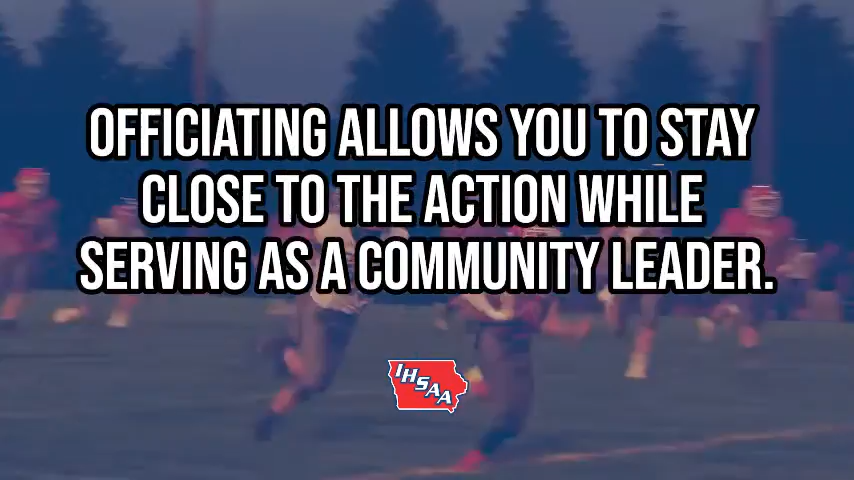 OFFICIATING ALLOWS YOU TO STAY
CLOSE TO THE ACTION WHILE
SERVING AS A COMMUNITY LEADER.
IHSAA